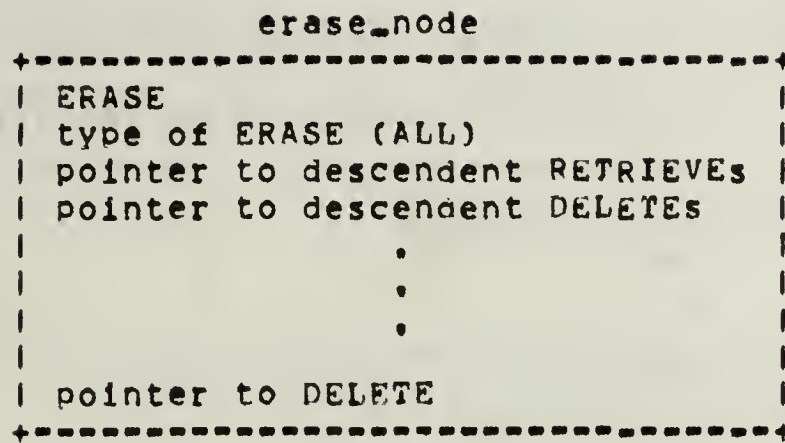 erase_node
+--------------------------------+
| ERASE |
| type of ERASE (ALL) |
| pointer to descendent RETRIEVEs |
| pointer to descendent DELETEs |
| . |
| . |
| . |
| |
| pointer to DELETE |
+--------------------------------+